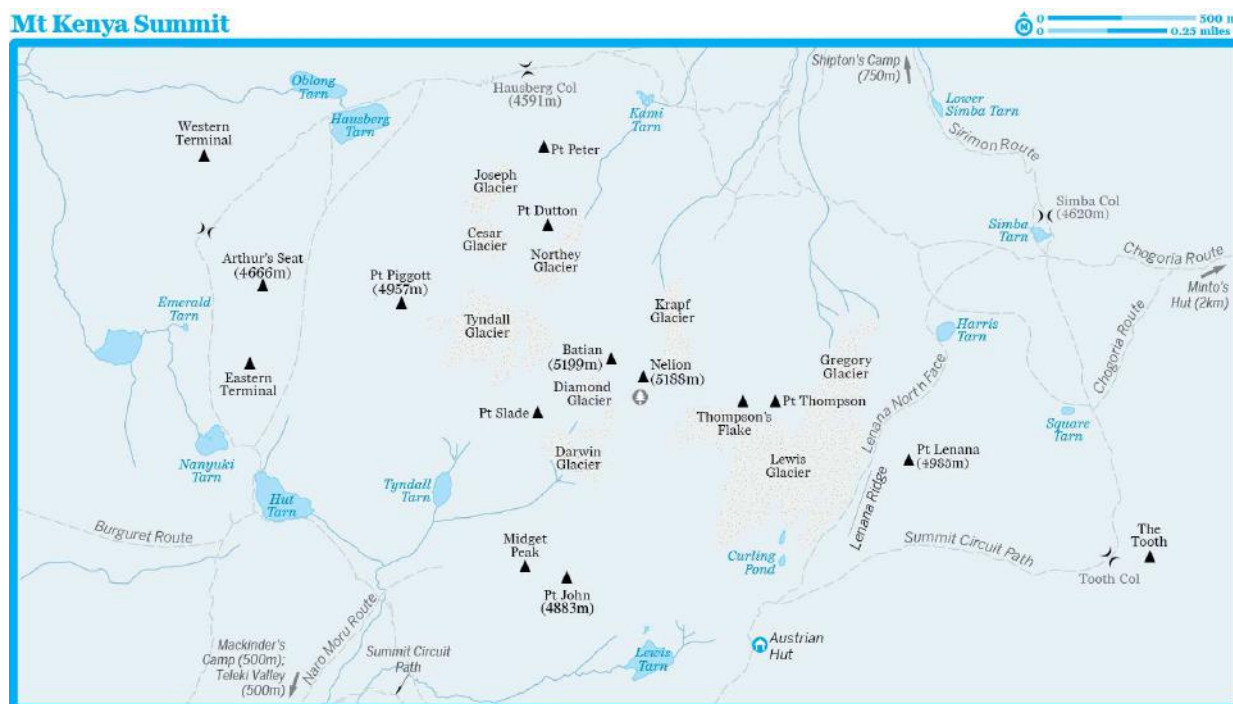 Mt Kenya Summit
0 500 m
0 0.25 miles
N
Shipton's Camp
(750m)
Hausberg Col
(4591m)
Oblong
Tarn
Hausberg
Tarn
Kami
Tarn
Lower
Simba Tarn
Sirimon Route
Western
Terminal
Pt Peter
Joseph
Glacier
Pt Dutton
Cesar
Glacier
Northey
Glacier
Simba Col
(4620m)
Simba
Tarn
Chogoria Route
Minto's
Hut (2km)
Arthur's Seat
(4666m)
Pt Piggott
(4957m)
Emerald
Tarn
Tyndall
Glacier
Krapf
Glacier
Harris
Tarn
Chogoria Route
Batian
(5199m)
Nelion
(5188m)
Gregory
Glacier
Eastern
Terminal
Diamond
Glacier
Pt Slade
Thompson's
Flake
Pt Thompson
Lenana North Face
Square
Tarn
Darwin
Glacier
Lewis
Glacier
Pt Lenana
(4985m)
Nanyuki
Tarn
Hut
Tarn
Tyndall
Tarn
Lenana Ridge
Burguret Route
Midget
Peak
Curling
Pond
Summit Circuit Path
The
Tooth
Tooth Col
Pt John
(4883m)
Mackinder's
Camp (500m);
Teleki Valley
(500m)
Naro Moru Route
Summit Circuit
Path
Lewis
Tarn
Austrian
Hut